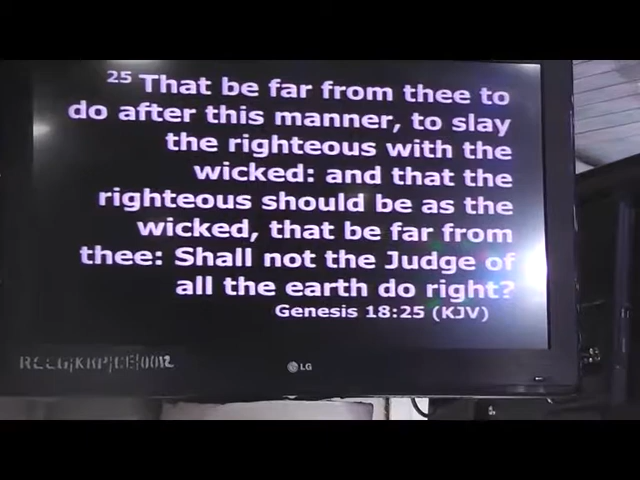 25 That be far from thee to
do after this manner, to slay
the righteous with the
wicked: and that the
righteous should be as the
wicked, that be far from
thee: Shall not the Judge of
all the earth do right?
Genesis 18:25 (KJV)
LG